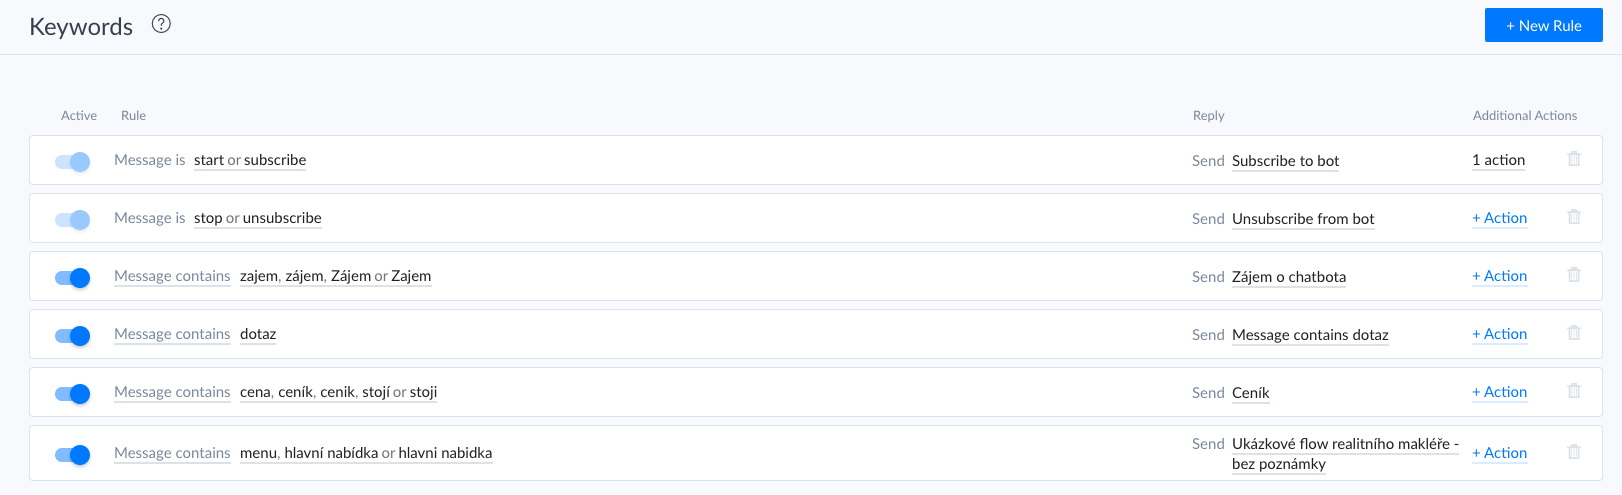 Keywords ?
+ New Rule
Active Rule Reply Additional Actions
Message is start or subscribe Send Subscribe to bot 1 action
Message is stop or unsubscribe Send Unsubscribe from bot + Action
Message contains zajem, zájem, Zájem or Zajem Send Zájem o chatbota + Action
Message contains dotaz Send Message contains dotaz + Action
Message contains cena, ceník, cenik, stojí or stoji Send Ceník + Action
Message contains menu, hlavní nabídka or hlavni nabidka Send Ukázkové flow realitního makléře - + Action
bez poznámky